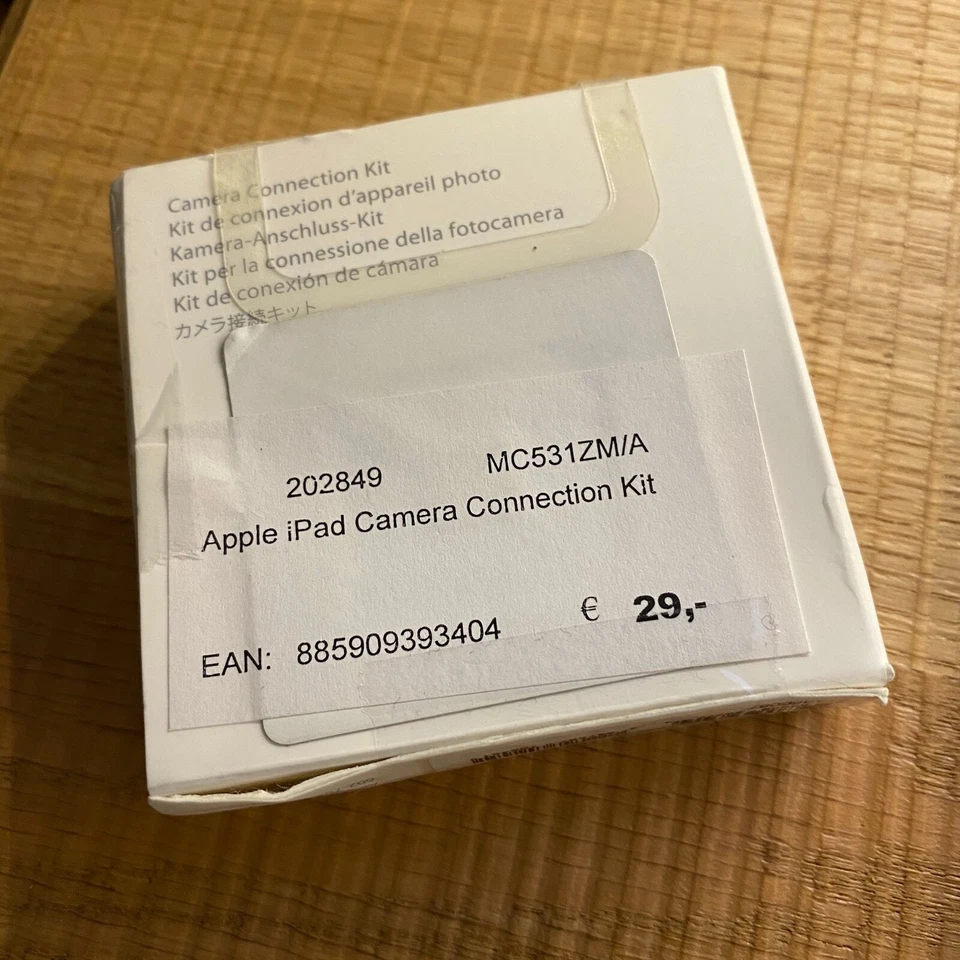 Camera Connection Kit
Kit de connexion d'appareil photo
Kamera-Anschluss-Kit
Kit per la connessione della fotocamera
Kit de conexión de cámara
カメラ接続キット
202849 MC531ZM/A
Apple iPad Camera Connection Kit
€ 29,-
EAN: 885909393404